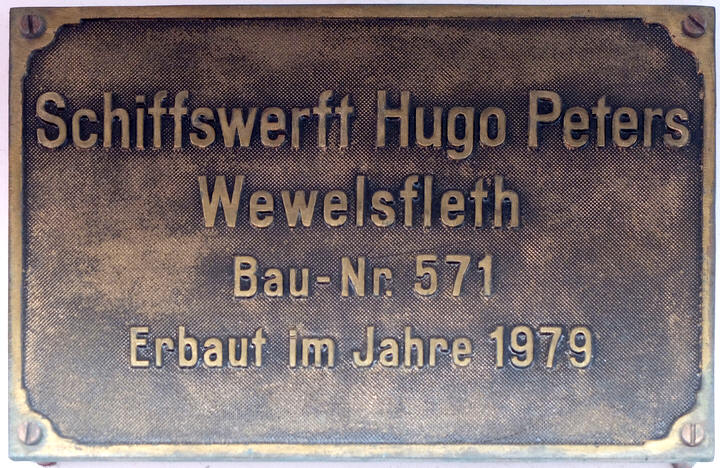 Schiffswerft Hugo Peters
Wewelsfleth
Bau-Nr. 571
Erbaut im Jahre 1979